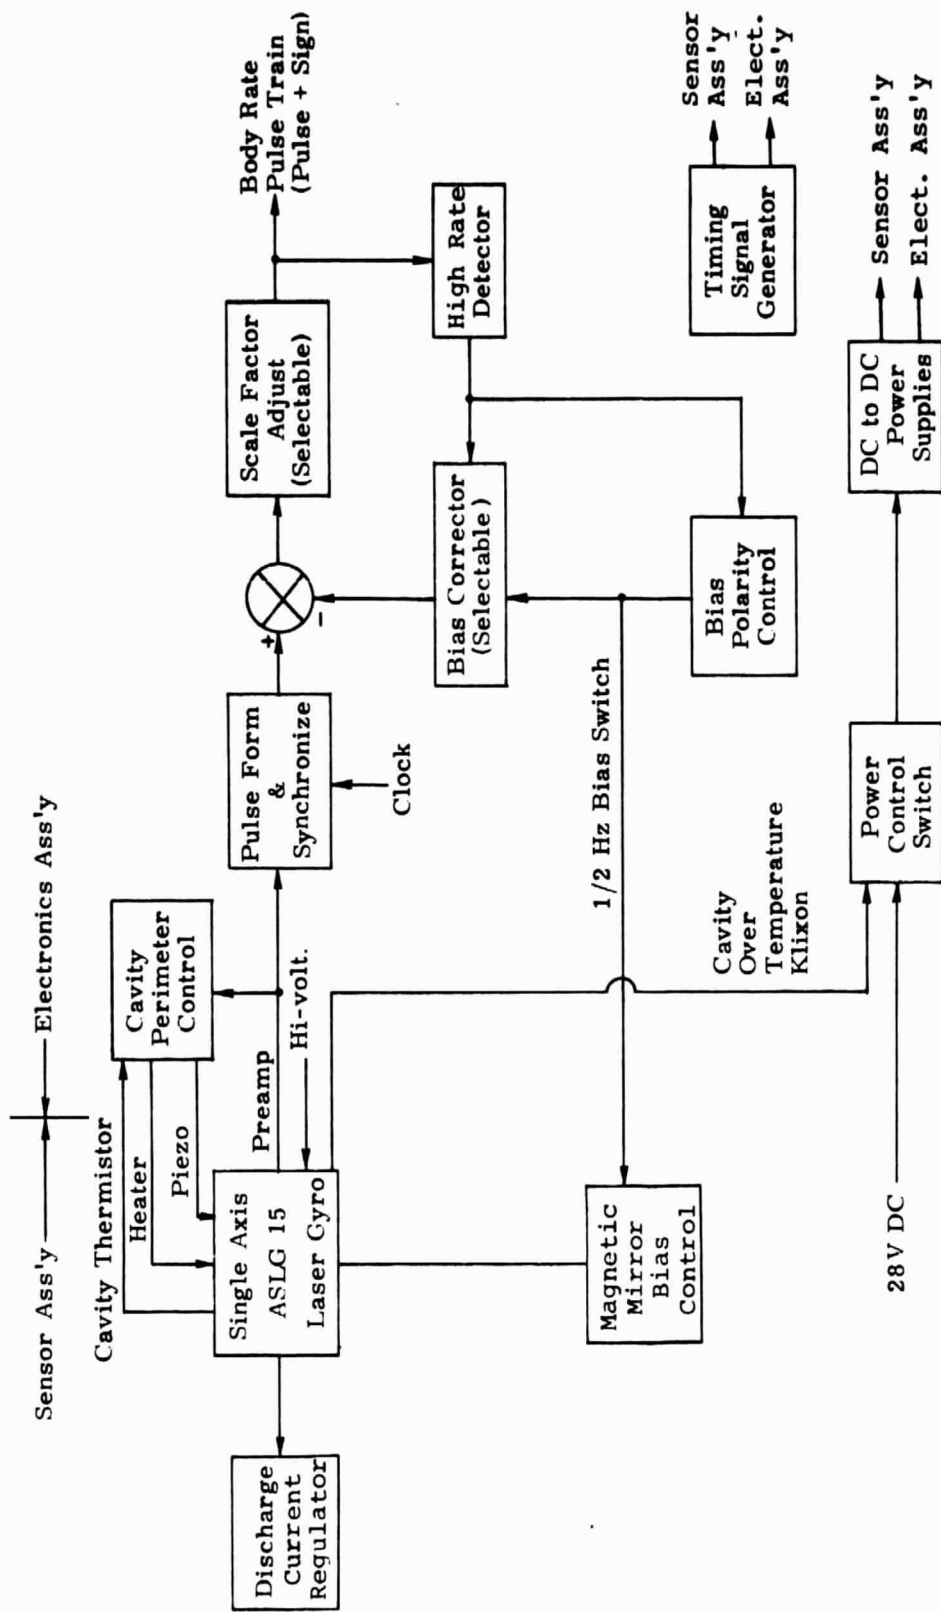 Sensor Ass'y
Electronics Ass'y
Cavity Thermistor
Heater
Piezo
Cavity
Perimeter
Control
Discharge
Current
Regulator
Single Axis
ASLG 15
Laser Gyro
Preamp
Hi-volt.
Pulse Form
&
Synchronize
Clock
+
-
Scale Factor
Adjust
(Selectable)
Body Rate
Pulse Train
(Pulse + Sign)
High Rate
Detector
Bias Corrector
(Selectable)
Magnetic
Mirror
Bias
Control
1/2 Hz Bias Switch
Bias
Polarity
Control
Timing
Signal
Generator
Sensor
Ass'y
Elect.
Ass'y
Cavity
Over
Temperature
Klixon
28V DC
Power
Control
Switch
DC to DC
Power
Supplies
Sensor Ass'y
Elect. Ass'y